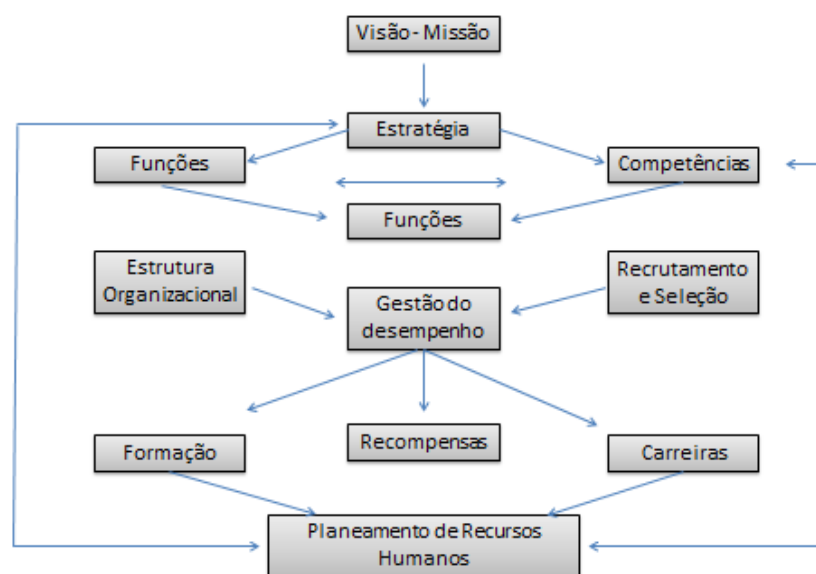 Visão - Missão
Estratégia
Funções
Competências
Funções
Estrutura
Organizacional
Recrutamento
e Seleção
Gestão do
desempenho
Formação
Recompensas
Carreiras
Planeamento de Recursos
Humanos